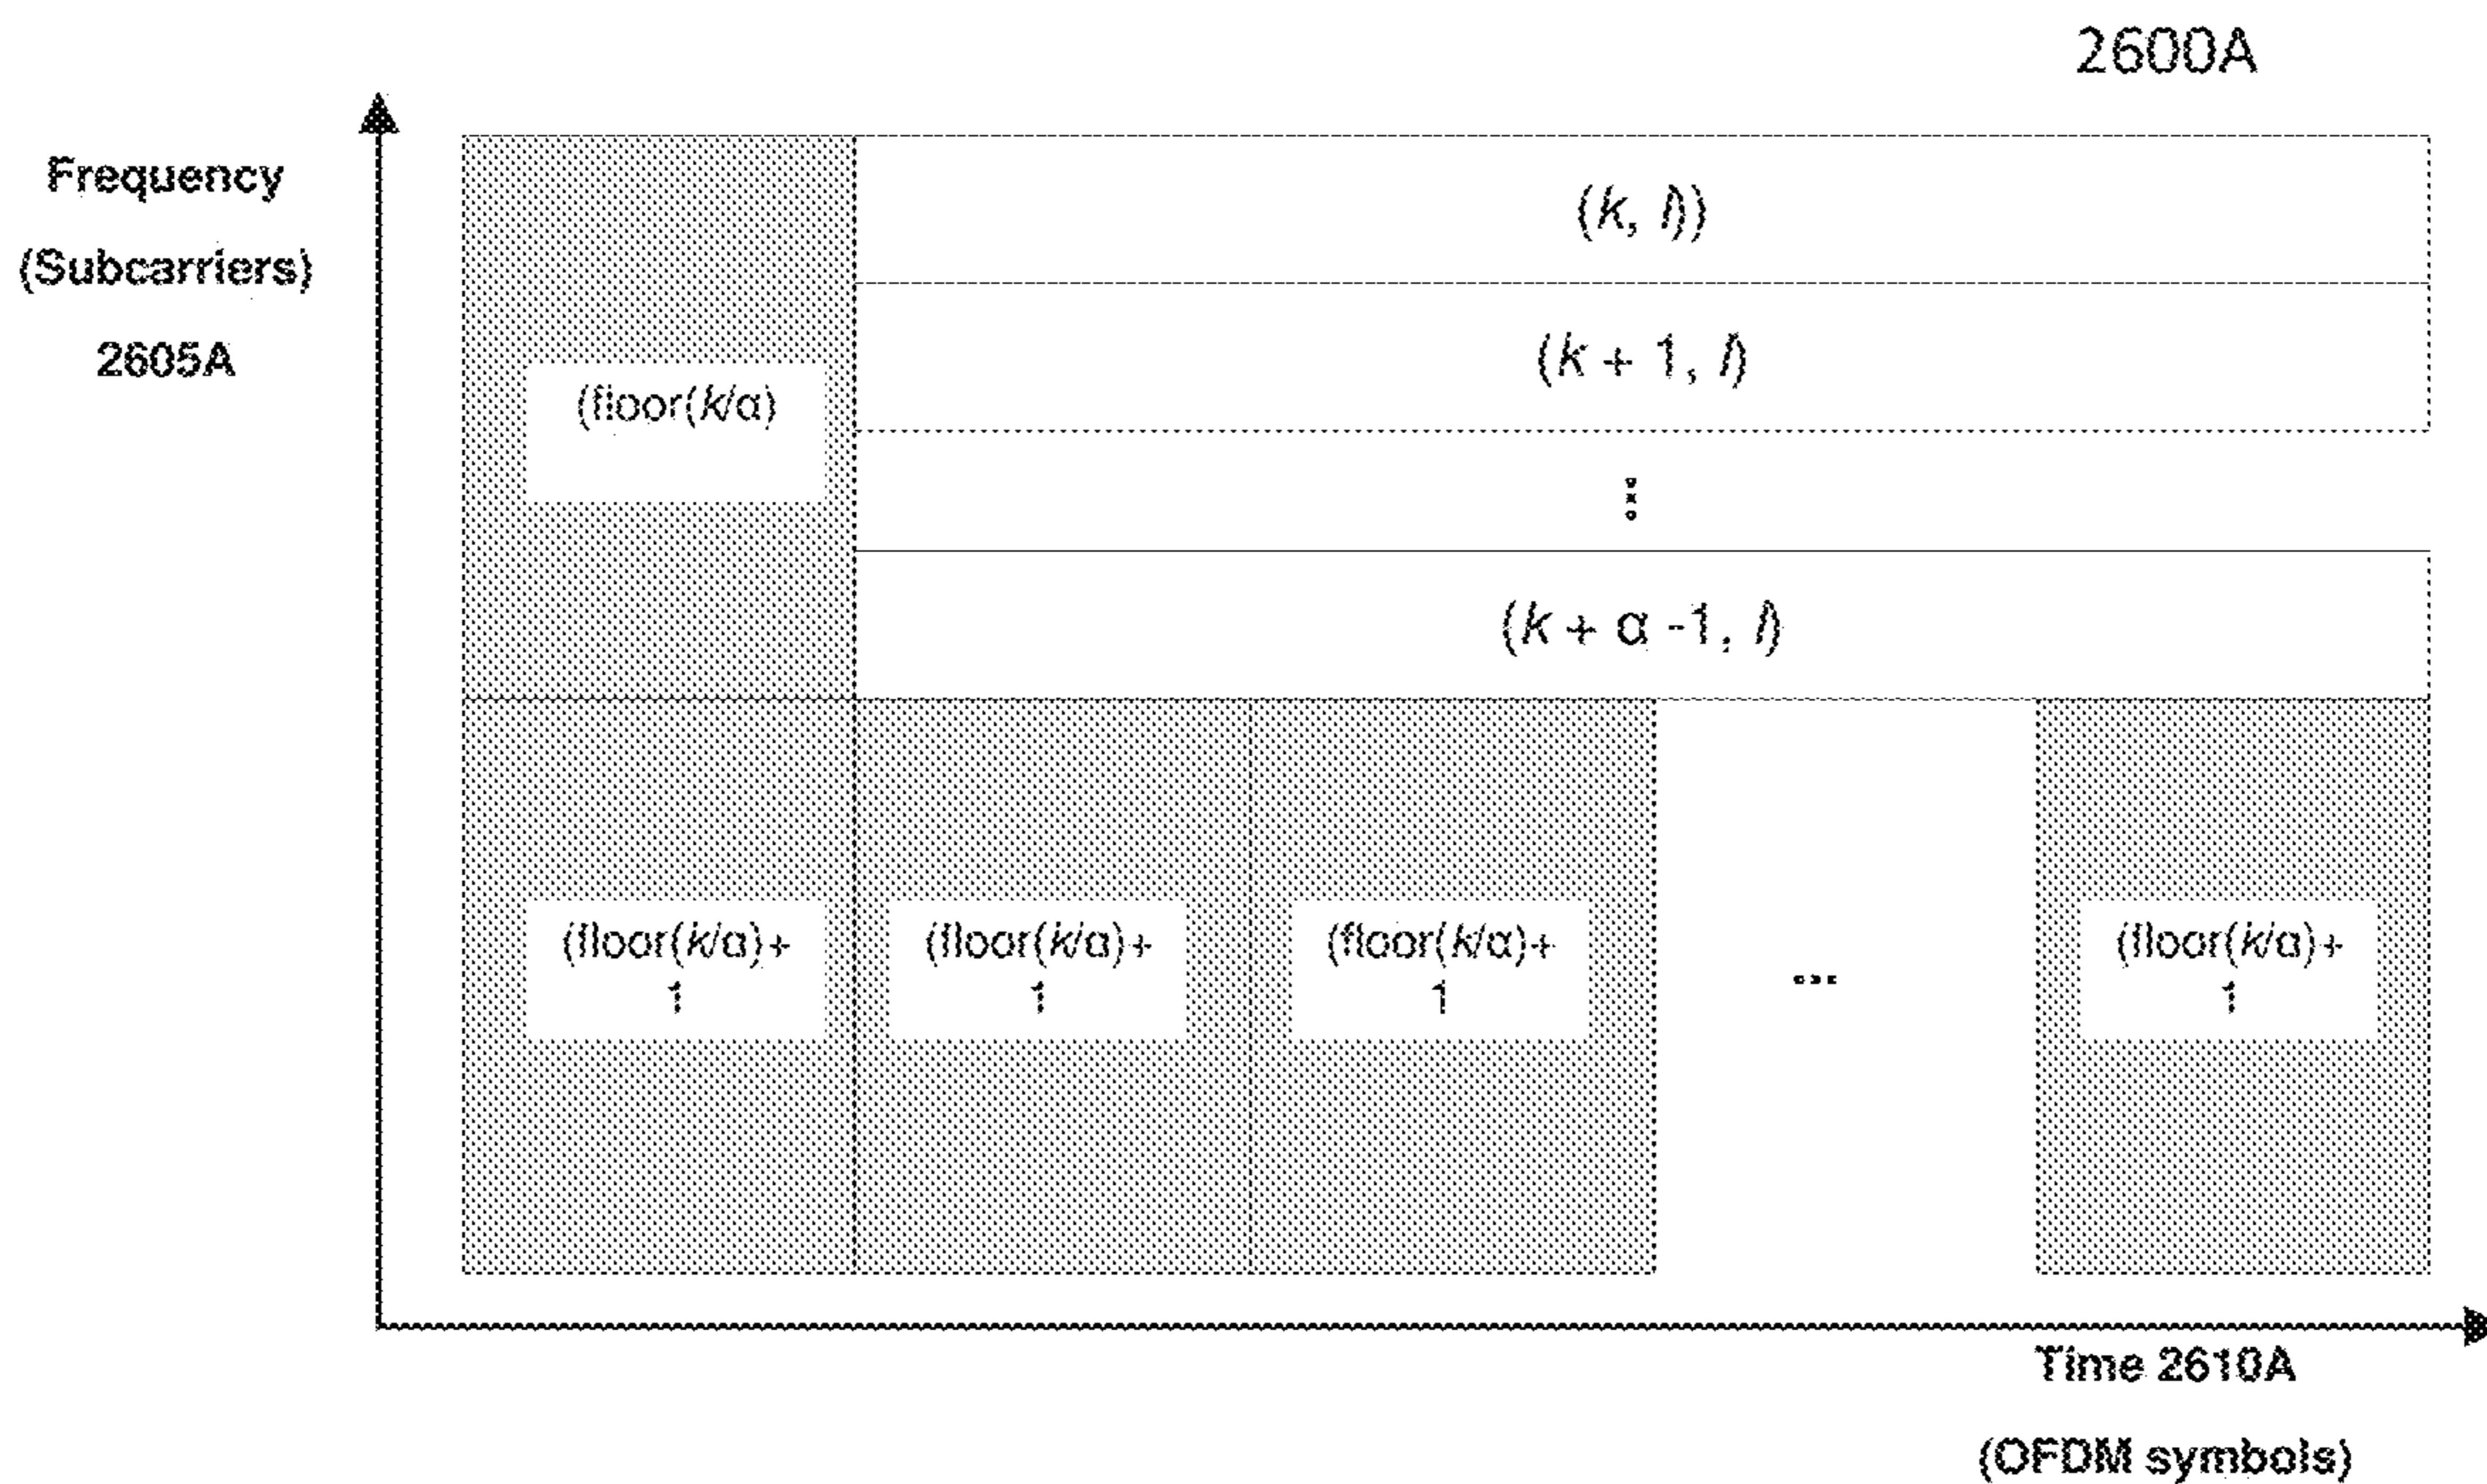 2600A
Frequency
(Subcarriers)
2605A
(k, l))
(k + 1, l)
(floor(k/α)
⋮
(k + α -1, l)
(floor(k/α)+
1
(floor(k/α)+
1
(floor(k/α)+
1
...
(floor(k/α)+
1
Time 2610A
(OFDM symbols)